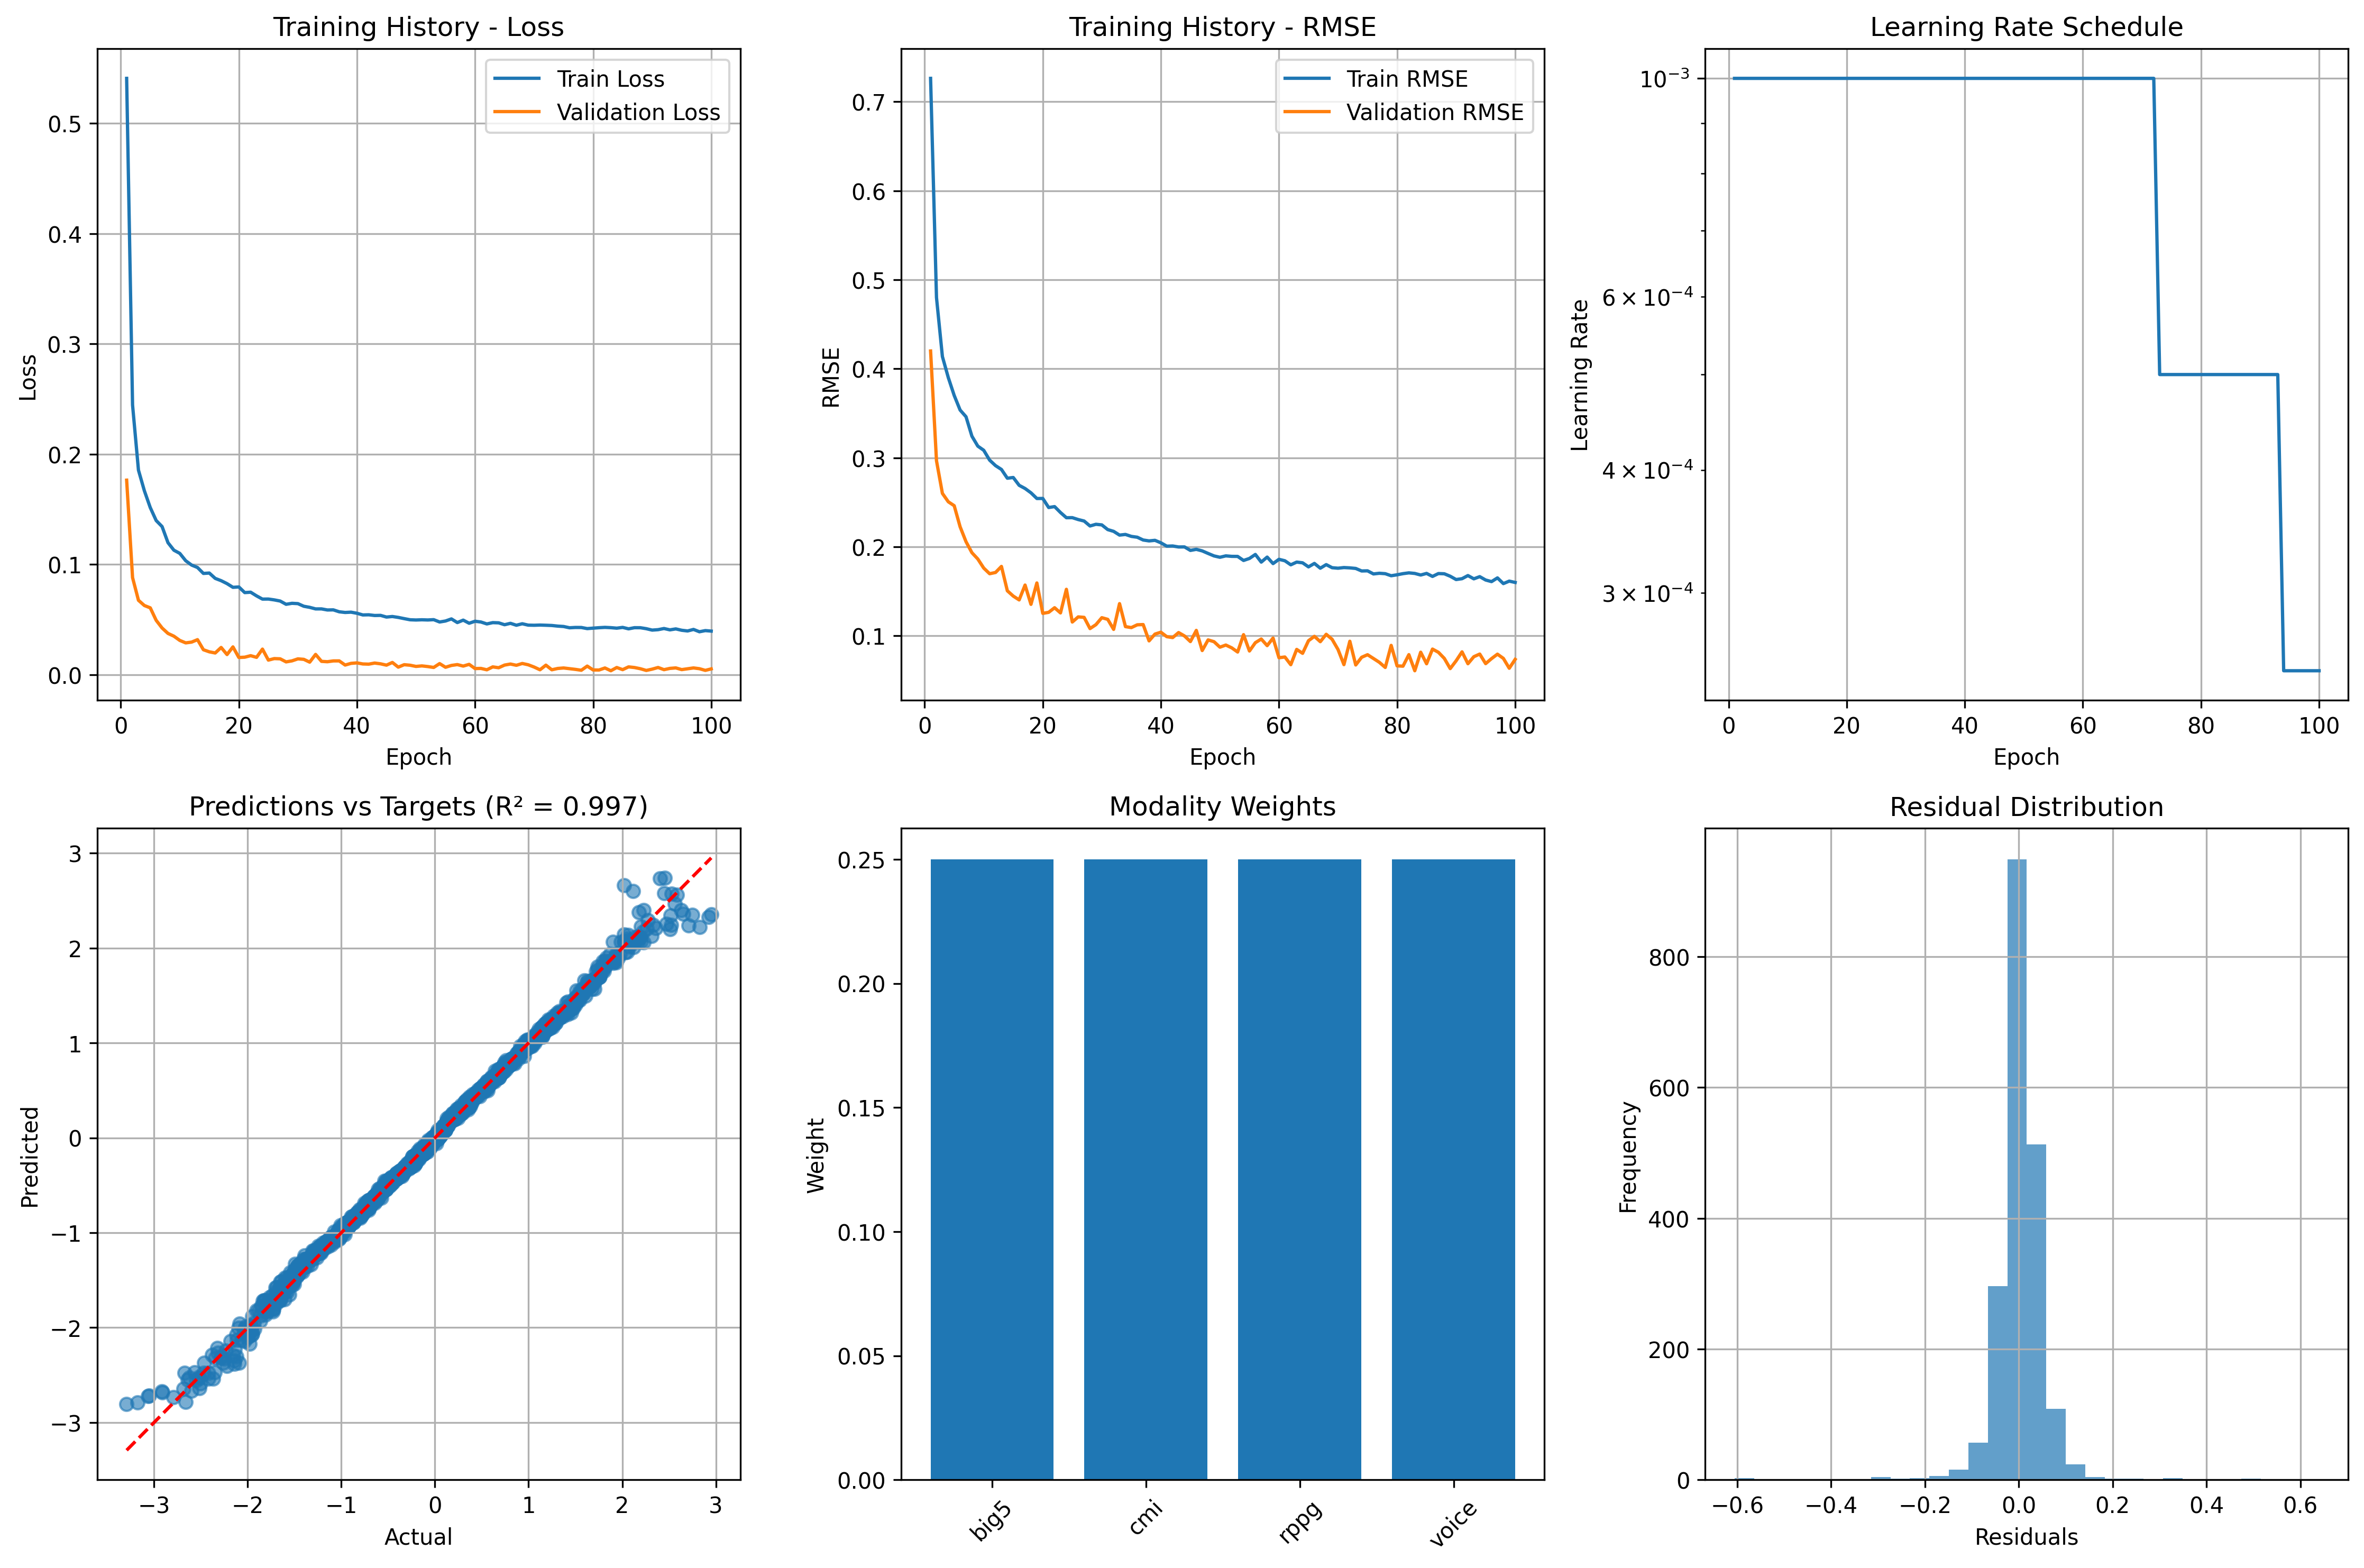 Training History - Loss
Train Loss
Validation Loss
0.5
0.4
0.3
0.2
0.1
0.0
Loss
0 20 40 60 80 100
Epoch
Training History - RMSE
Train RMSE
Validation RMSE
0.7
0.6
0.5
0.4
0.3
0.2
0.1
RMSE
0 20 40 60 80 100
Epoch
Learning Rate Schedule
10⁻³
6 × 10⁻⁴
4 × 10⁻⁴
3 × 10⁻⁴
Learning Rate
0 20 40 60 80 100
Epoch
Predictions vs Targets (R² = 0.997)
3
2
1
0
−1
−2
−3
Predicted
−3 −2 −1 0 1 2 3
Actual
Modality Weights
0.25
0.20
0.15
0.10
0.05
0.00
Weight
big5 cmi rppg voice
Residual Distribution
800
600
400
200
0
Frequency
−0.6 −0.4 −0.2 0.0 0.2 0.4 0.6
Residuals